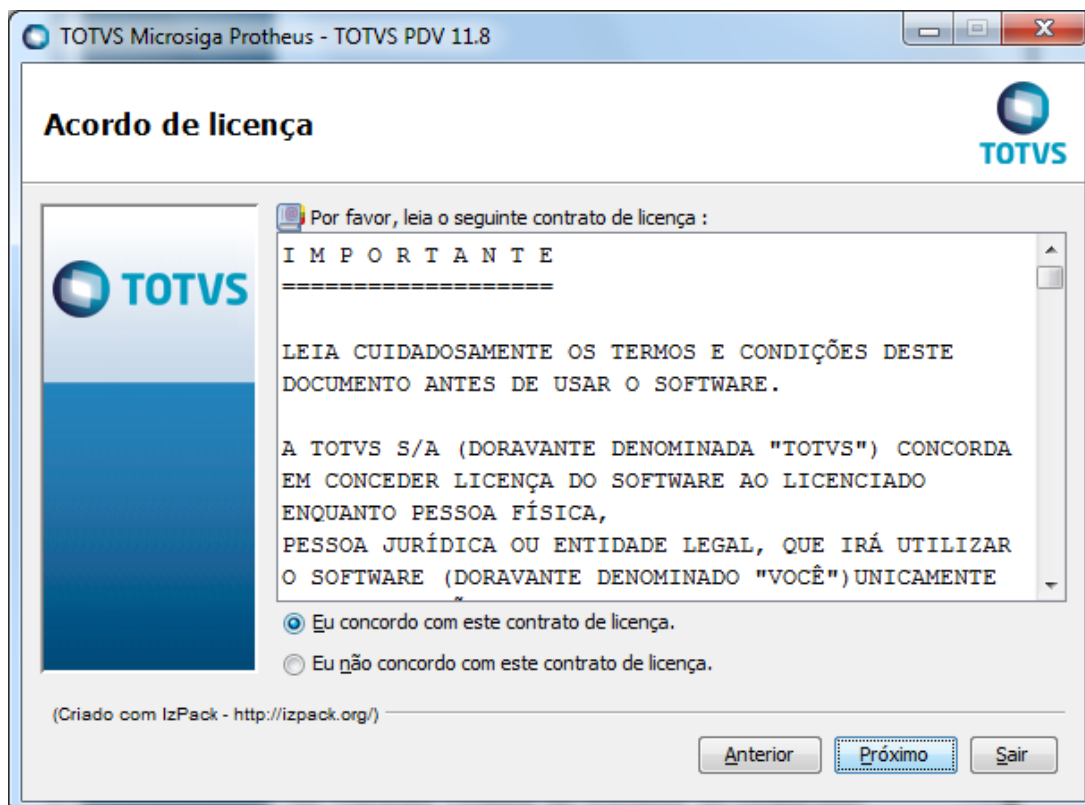 TOTVS Microsiga Protheus - TOTVS PDV 11.8
Acordo de licença
TOTVS
TOTVS
Por favor, leia o seguinte contrato de licença :
I M P O R T A N T E
===================
LEIA CUIDADOSAMENTE OS TERMOS E CONDIÇÕES DESTE
DOCUMENTO ANTES DE USAR O SOFTWARE.
A TOTVS S/A (DORAVANTE DENOMINADA "TOTVS") CONCORDA
EM CONCEDER LICENÇA DO SOFTWARE AO LICENCIADO
ENQUANTO PESSOA FÍSICA,
PESSOA JURÍDICA OU ENTIDADE LEGAL, QUE IRÁ UTILIZAR
O SOFTWARE (DORAVANTE DENOMINADO "VOCÊ")UNICAMENTE
Eu concordo com este contrato de licença.
Eu não concordo com este contrato de licença.
(Criado com IzPack - http://izpack.org/)
Anterior
Próximo
Sair